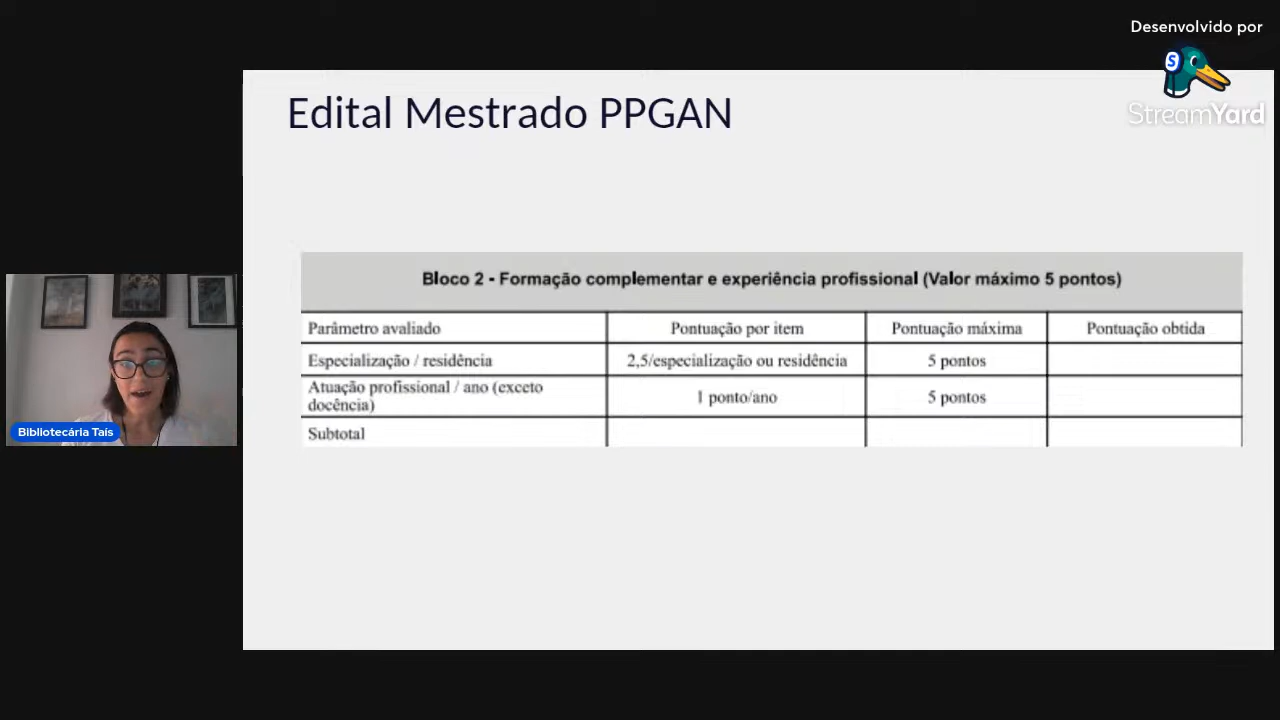 Desenvolvido por
StreamYard
Edital Mestrado PPGAN
Bloco 2 - Formação complementar e experiência profissional (Valor máximo 5 pontos)
Parâmetro avaliado Pontuação por item Pontuação máxima Pontuação obtida
Especialização / residência 2,5/especialização ou residência 5 pontos
Atuação profissional / ano (exceto
docência) 1 ponto/ano 5 pontos
Subtotal
Bibliotecária Taís